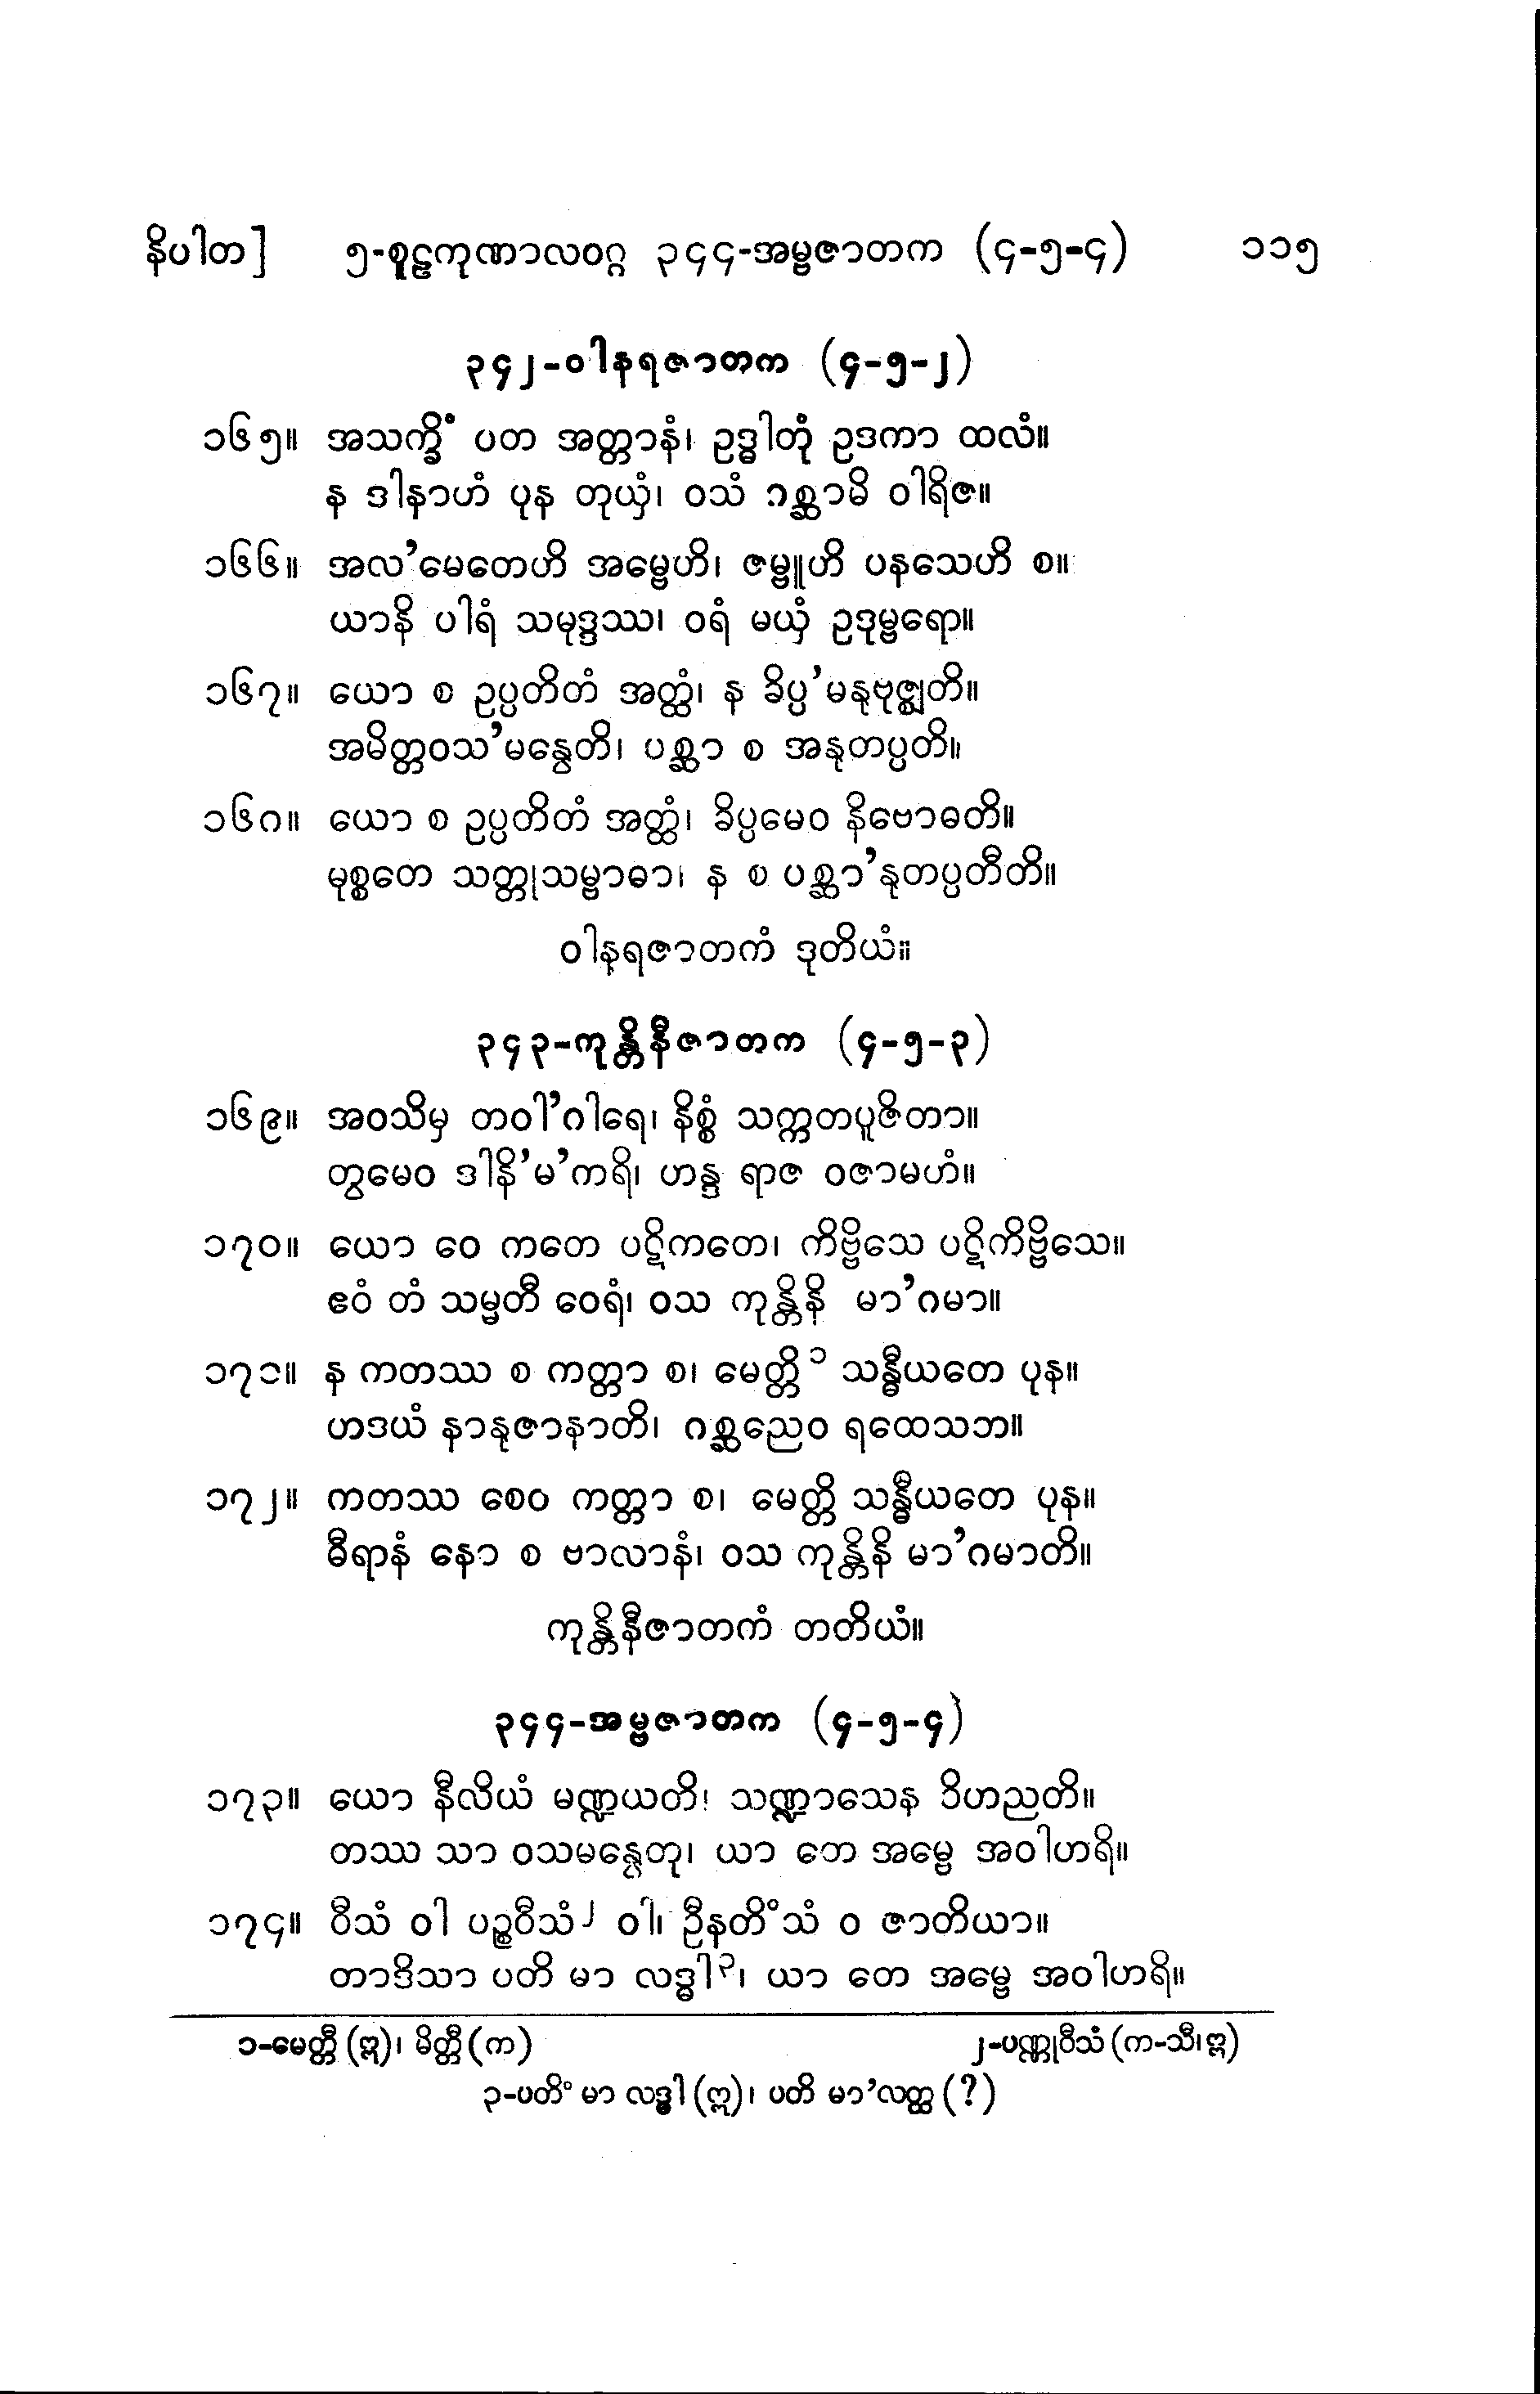 နိပါတ] ၅-စူဠကုဏာလဝဂ္ဂ ၃၄၄-အမ္ဗဇာတက (၄-၅-၄) ၁၁၅
၃၄၂-ဝါနရဇာတက (၄-၅-၂)
၁၆၅။ အသက္ခိံ ပတ အတ္တာနံ၊ ဥဒ္ဓါတုံ ဥဒကာ ထလံ။
န ဒါနာဟံ ပုန တုယှံ၊ ဝသံ ဂစ္ဆာမိ ဝါရိဇ။
၁၆၆။ အလ’မေတေဟိ အမ္ဗေဟိ၊ ဇမ္ဗူဟိ ပနသေဟိ စ။
ယာနိ ပါရံ သမုဒ္ဒဿ၊ ဝရံ မယှံ ဥဒုမ္ဗရော။
၁၆၇။ ယော စ ဥပ္ပတိတံ အတ္ထံ၊ န ခိပ္ပ’မနုဗုဇ္ဈတိ။
အမိတ္တဝသ’မနွေတိ၊ ပစ္ဆာ စ အနုတပ္ပတိ။
၁၆၈။ ယော စ ဥပ္ပတိတံ အတ္ထံ၊ ခိပ္ပမေဝ နိဗောဓတိ။
မုစ္စတေ သတ္တုသမ္ဗာဓာ၊ န စ ပစ္ဆာ’နုတပ္ပတီတိ။
ဝါနရဇာတကံ ဒုတိယံ။
၃၄၃-ကုန္တိနီဇာတက (၄-၅-၃)
၁၆၉။ အဝသိမှ တဝါ’ဂါရေ၊ နိစ္စံ သက္ကတပူဇိတာ။
တွမေဝ ဒါနိ’မ’ကရိ၊ ဟန္ဒ ရာဇ ဝဇာမဟံ။
၁၇၀။ ယော ဝေ ကတေ ပဋိကတေ၊ ကိဗ္ဗိသေ ပဋိကိဗ္ဗိသေ။
ဧဝံ တံ သမ္မတီ ဝေရံ၊ ဝသ ကုန္တိနိ မာ’ဂမာ။
၁၇၁။ န ကတဿ စ ကတ္တာ စ၊ မေတ္တိ ၁ သန္ဓီယတေ ပုန။
ဟဒယံ နာနုဇာနာတိ၊ ဂစ္ဆညေဝ ရထေသဘ။
၁၇၂။ ကတဿ စေဝ ကတ္တာ စ၊ မေတ္တိ သန္ဓီယတေ ပုန။
ဓီရာနံ နော စ ဗာလာနံ၊ ဝသ ကုန္တိနိ မာ’ဂမာတိ။
ကုန္တိနီဇာတကံ တတိယံ။
၃၄၄-အမ္ဗဇာတက (၄-၅-၄)
၁၇၃။ ယော နီလိယံ မဏ္ဍယတိ၊ သဏ္ဍာသေန ဝိဟညတိ။
တဿ သာ ဝသမနွေတု၊ ယာ တေ အမ္ဗေ အဝါဟရိ။
၁၇၄။ ဝီသံ ဝါ ပဉ္စဝီသံ ၂ ဝါ၊ ဦနတိံသံ ဝ ဇာတိယာ။
တာဒိသာ ပတိ မာ လဒ္ဓါ ၃၊ ယာ တေ အမ္ဗေ အဝါဟရိ။
၁-မေတ္တီ (ဣ)၊ မိတ္တီ (က) ၂-ပဏ္ဏုဝီသံ (က-သီ၊ဣ)
၃-ပတိံ မာ လဒ္ဓါ (ဣ)၊ ပတိ မာ’လတ္ထ (?)